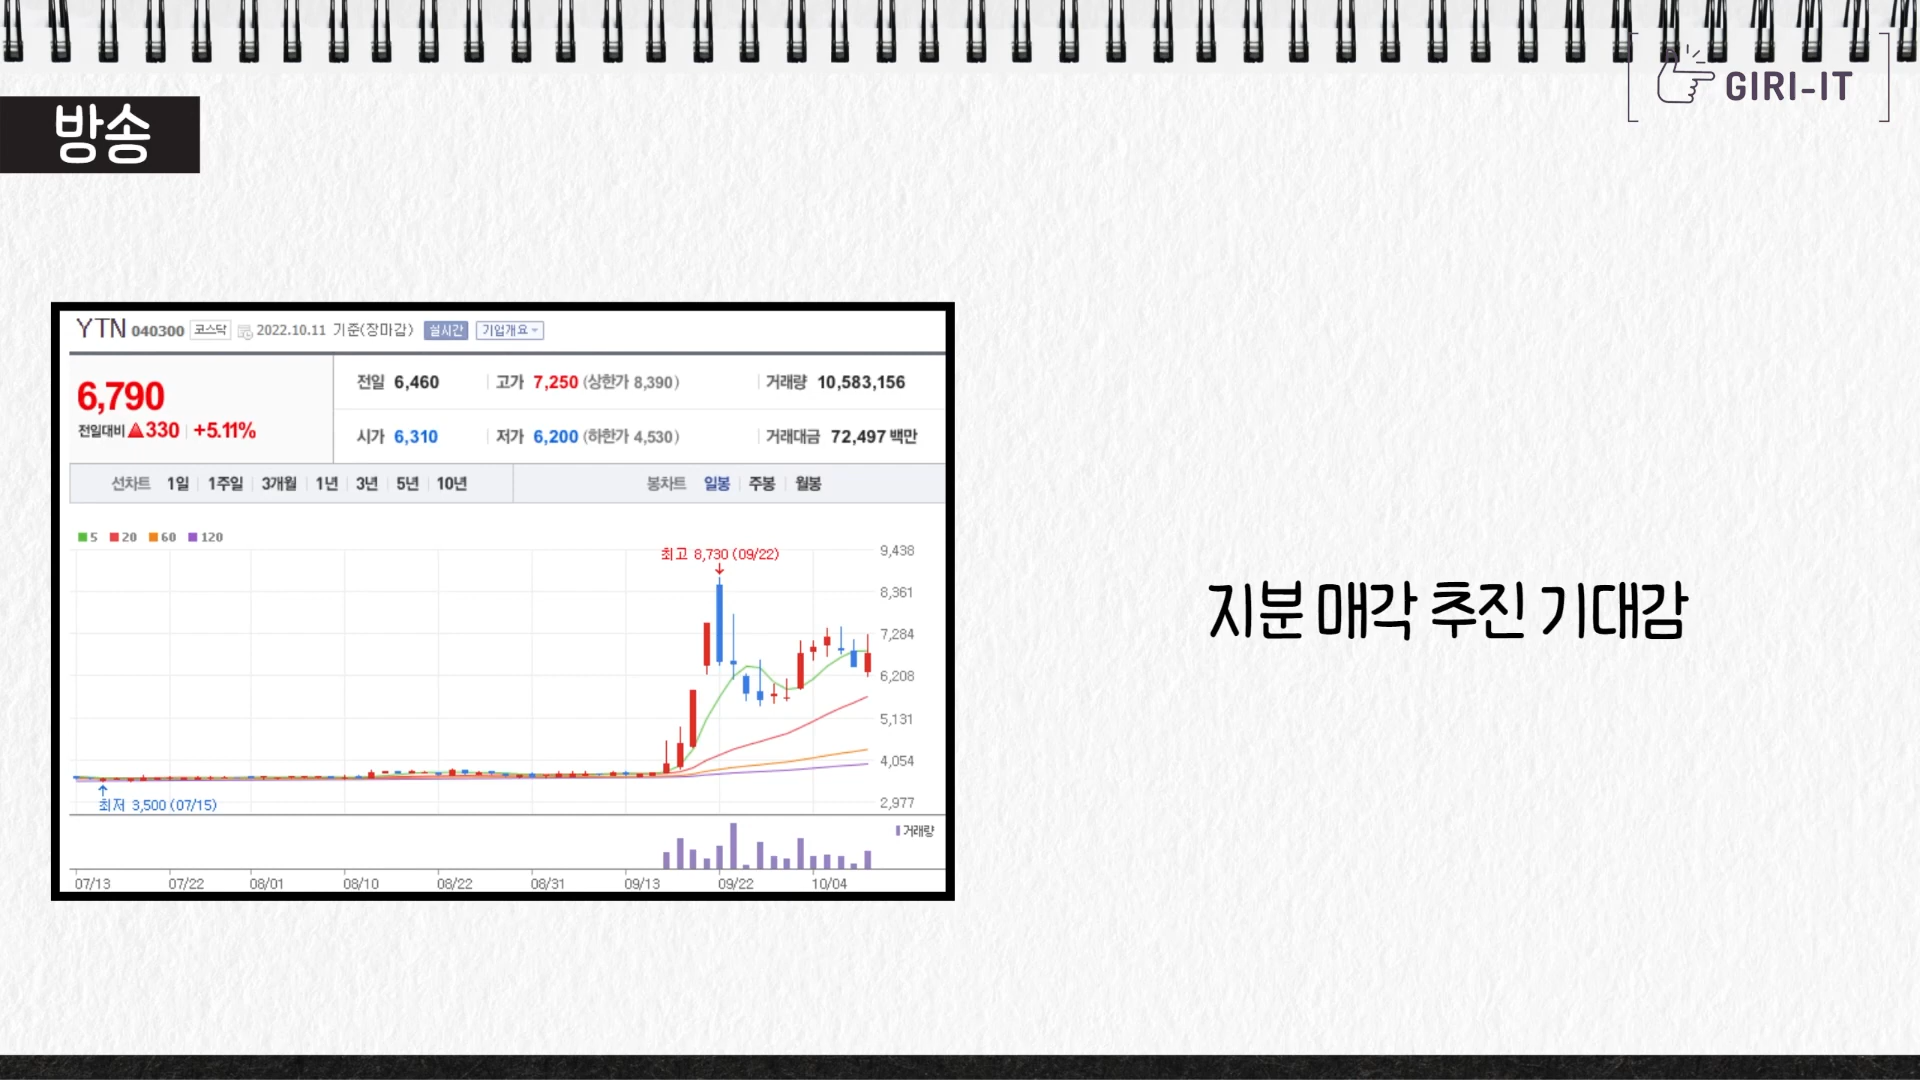 GIRI-IT
방송
YTN 040300 코스닥 2022.10.11 기준(장마감) 실시간 기업개요
6,790
전일대비 ▲330 +5.11%
전일 6,460 고가 7,250 (상한가 8,390) 거래량 10,583,156
시가 6,310 저가 6,200 (하한가 4,530) 거래대금 72,497 백만
선차트 1일 1주일 3개월 1년 3년 5년 10년 봉차트 일봉 주봉 월봉
5 20 60 120
최고 8,730 (09/22)
9,438
8,361
7,284
6,208
5,131
4,054
2,977
최저 3,500 (07/15)
거래량
07/13 07/22 08/01 08/10 08/22 08/31 09/13 09/22 10/04
지분 매각 추진 기대감